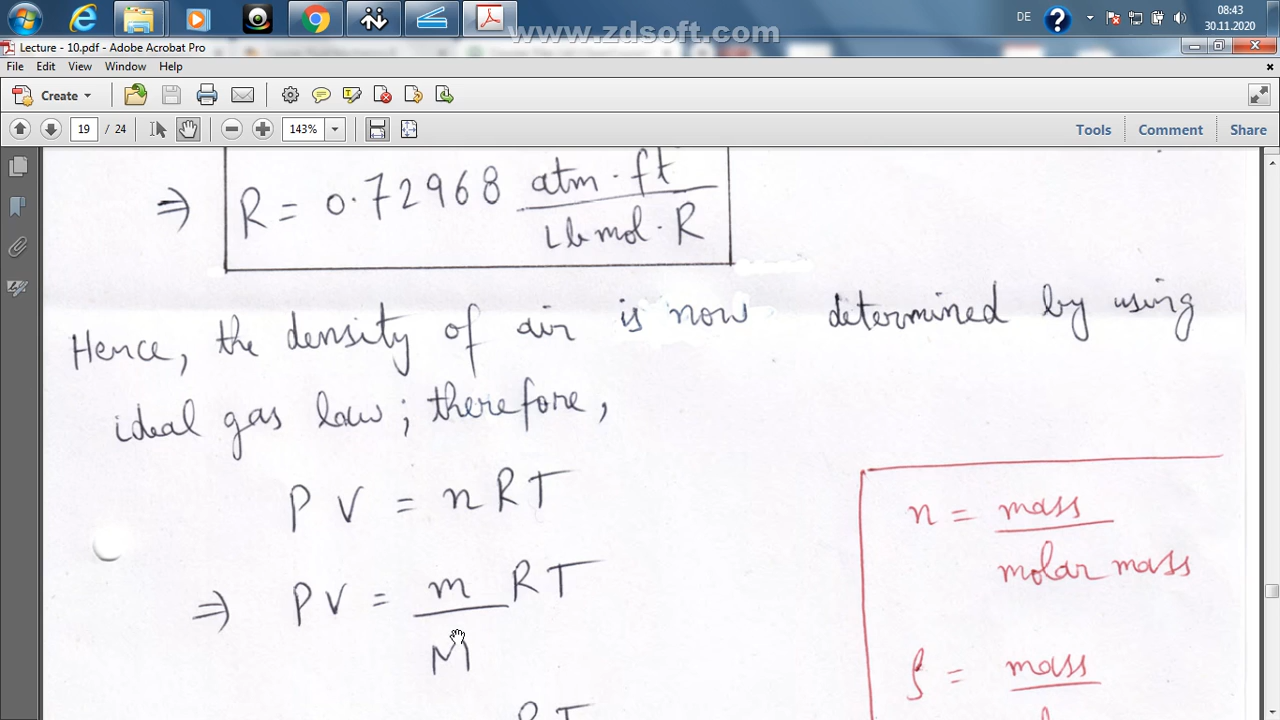 08:43
DE
www.zdsoft.com
30.11.2020
Lecture - 10.pdf - Adobe Acrobat Pro
File Edit View Window Help
Create
19 / 24 143% Tools Comment Share
⇒ R = 0.72968 atm · ft
Lb mol · R
Hence, the density of air is now determined by using
ideal gas law; therefore,
P V = n R T
n = mass
molar mass
⇒ P V = m R T
M
ρ = mass
R T